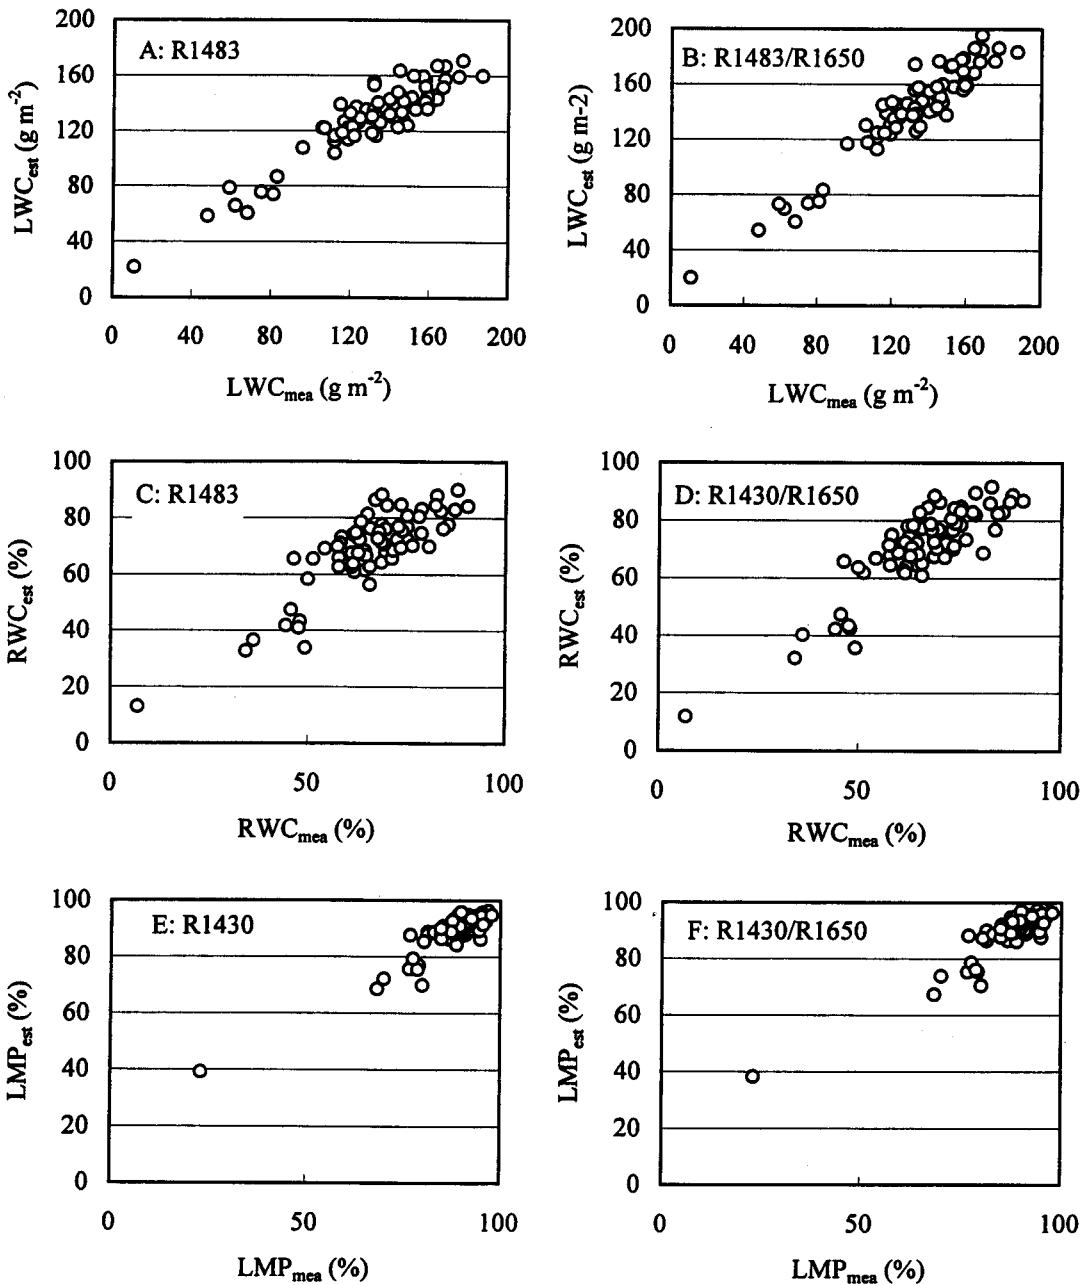 A: R1483
200
160
120
80
40
0
LWCest (g m-2)
0 40 80 120 160 200
LWCmea (g m-2)
B: R1483/R1650
200
160
120
80
40
0
LWCest (g m-2)
0 40 80 120 160 200
LWCmea (g m-2)
C: R1483
100
80
60
40
20
0
RWCest (%)
0 50 100
RWCmea (%)
D: R1430/R1650
100
80
60
40
20
0
RWCest (%)
0 50 100
RWCmea (%)
E: R1430
100
80
60
40
20
0
LMPest (%)
0 50 100
LMPmea (%)
F: R1430/R1650
100
80
60
40
20
0
LMPest (%)
0 50 100
LMPmea (%)